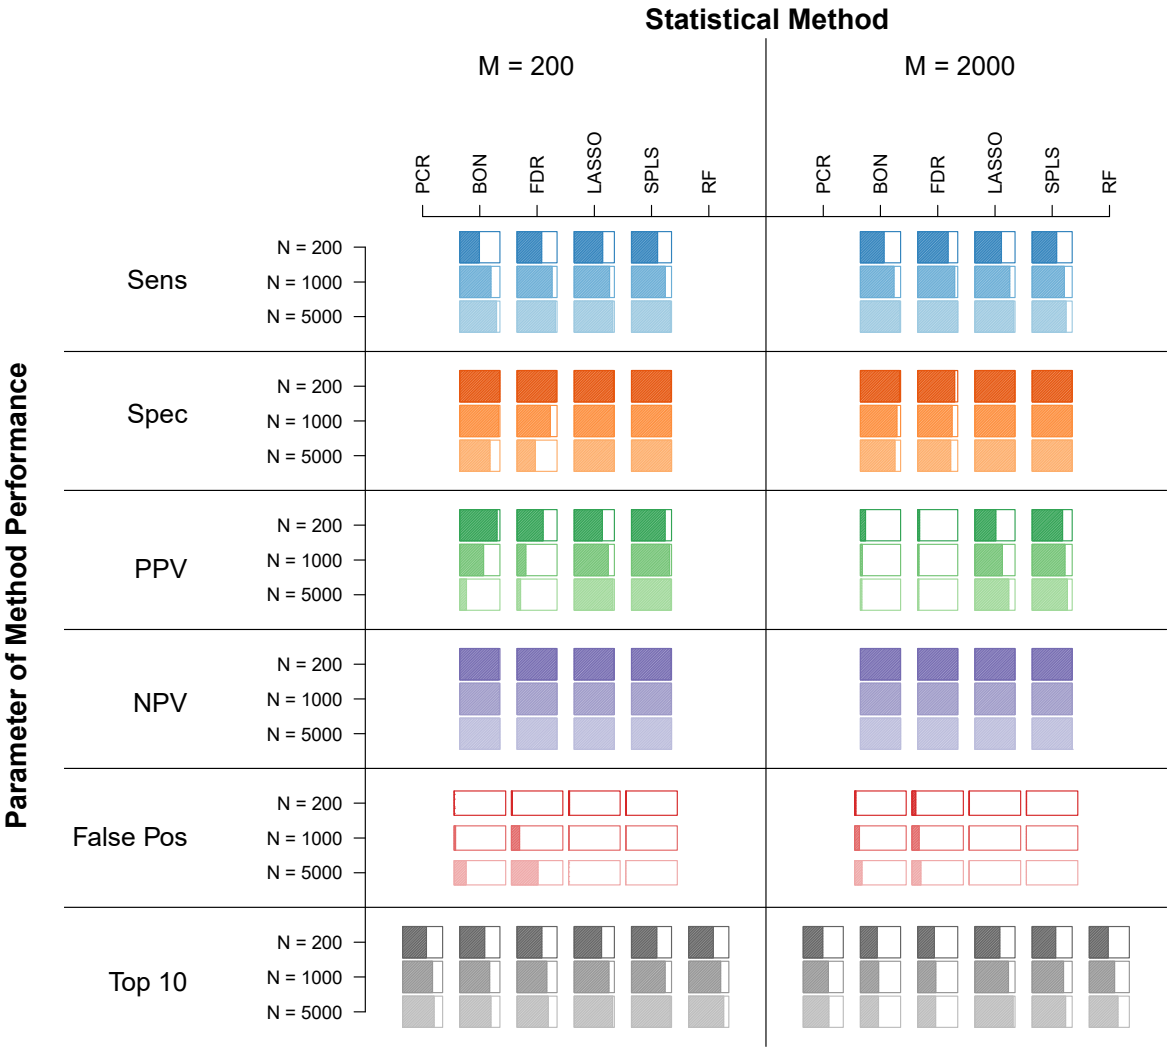 Statistical Method
M = 200
M = 2000
PCR
BON
FDR
LASSO
SPLS
RF
PCR
BON
FDR
LASSO
SPLS
RF
Parameter of Method Performance
Sens
N = 200
N = 1000
N = 5000
Spec
N = 200
N = 1000
N = 5000
PPV
N = 200
N = 1000
N = 5000
NPV
N = 200
N = 1000
N = 5000
False Pos
N = 200
N = 1000
N = 5000
Top 10
N = 200
N = 1000
N = 5000